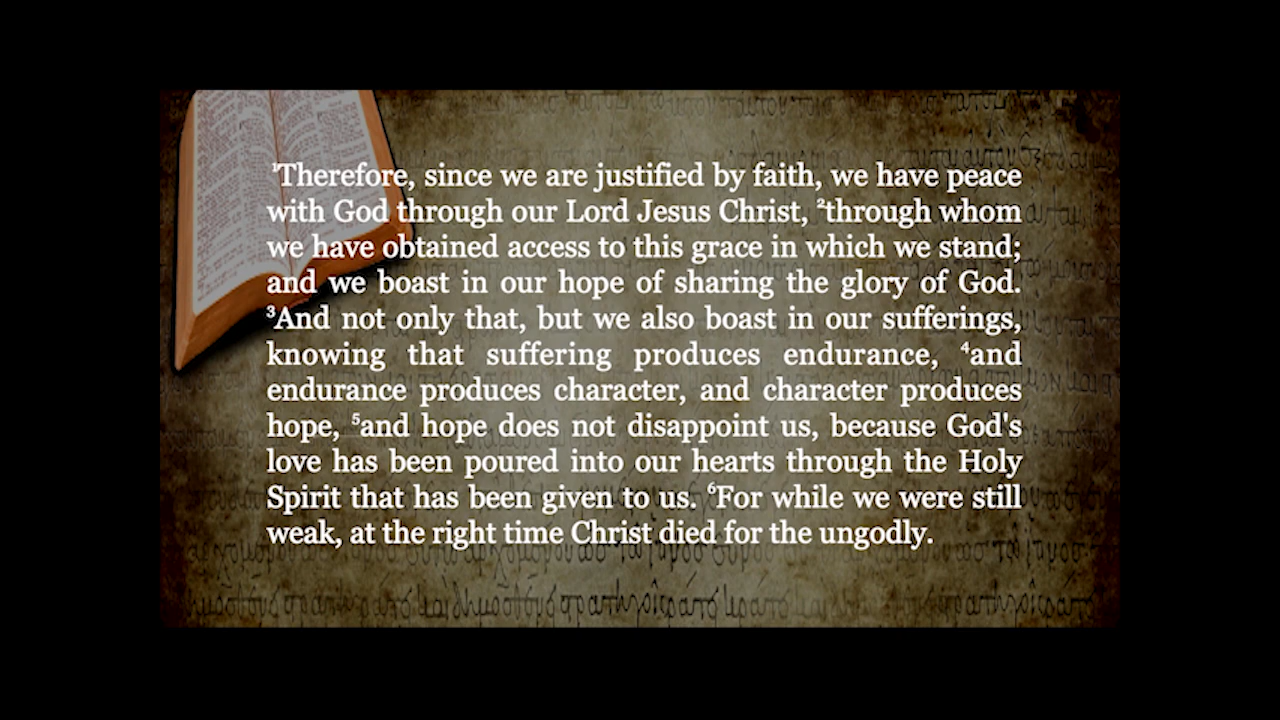 ¹Therefore, since we are justified by faith, we have peace
with God through our Lord Jesus Christ, ²through whom
we have obtained access to this grace in which we stand;
and we boast in our hope of sharing the glory of God.
³And not only that, but we also boast in our sufferings,
knowing that suffering produces endurance, ⁴and
endurance produces character, and character produces
hope, ⁵and hope does not disappoint us, because God's
love has been poured into our hearts through the Holy
Spirit that has been given to us. ⁶For while we were still
weak, at the right time Christ died for the ungodly.